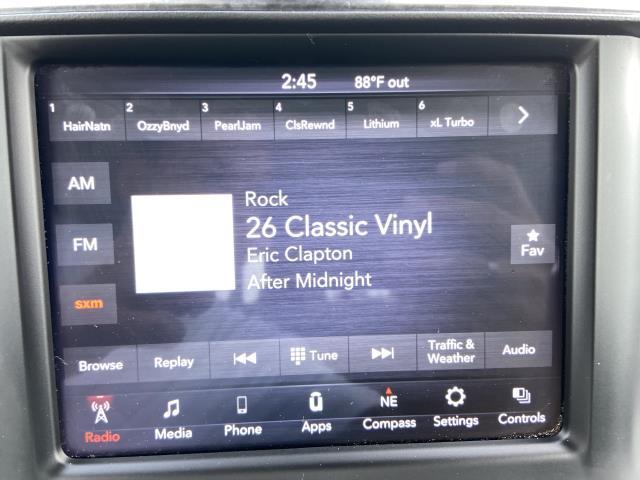 2:45 88°F out
1 HairNatn 2 OzzyBnyd 3 PearlJam 4 ClsRewnd 5 Lithium 6 xL Turbo
AM
Rock
26 Classic Vinyl
FM
Eric Clapton
Fav
After Midnight
sxm
Browse Replay Tune Traffic &
Weather Audio
NE
Radio Media Phone Apps Compass Settings Controls